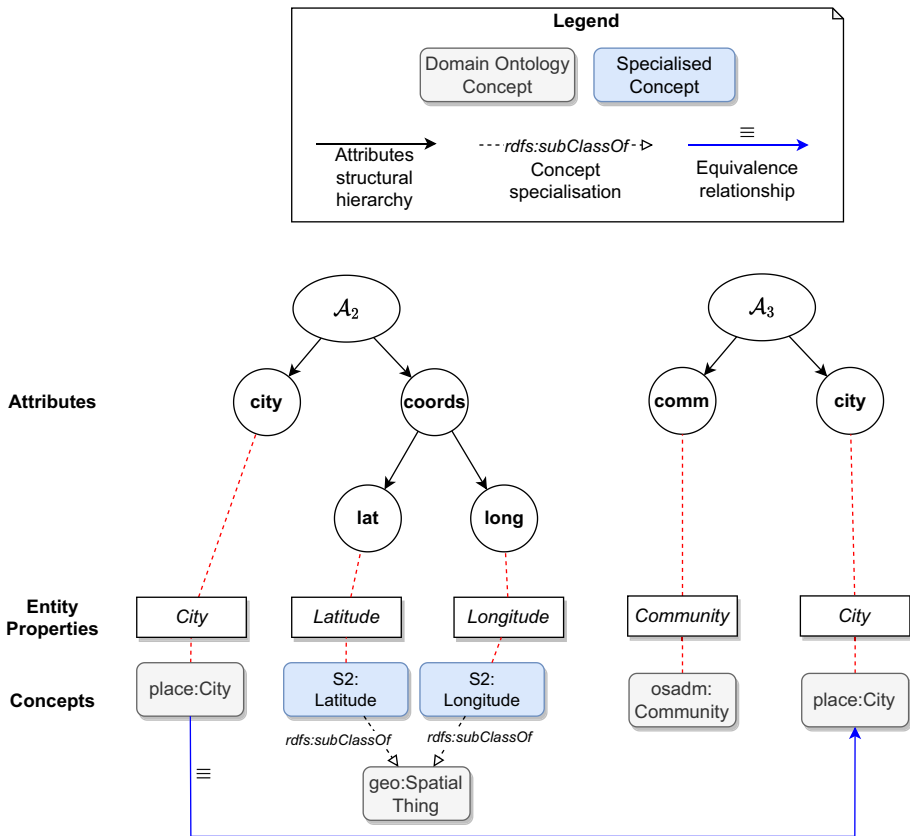 Legend
Domain Ontology
Concept
Specialised
Concept
Attributes
structural
hierarchy
rdfs:subClassOf
Concept
specialisation
≡
Equivalence
relationship
𝒜₂
𝒜₃
Attributes
city
coords
comm
city
lat
long
Entity
Properties
City
Latitude
Longitude
Community
City
Concepts
place:City
S2:
Latitude
S2:
Longitude
osadm:
Community
place:City
rdfs:subClassOf
rdfs:subClassOf
≡
geo:Spatial
Thing